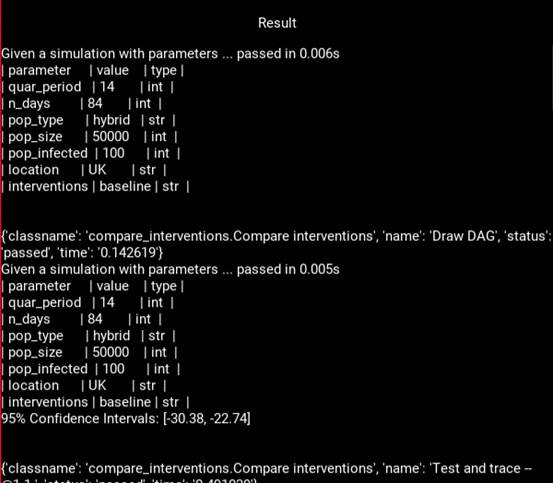 Result
Given a simulation with parameters ... passed in 0.006s
| parameter | value | type |
| quar_period | 14 | int |
| n_days | 84 | int |
| pop_type | hybrid | str |
| pop_size | 50000 | int |
| pop_infected | 100 | int |
| location | UK | str |
| interventions | baseline | str |
{'classname': 'compare_interventions.Compare interventions', 'name': 'Draw DAG', 'status':
'passed', 'time': '0.142619'}
Given a simulation with parameters ... passed in 0.005s
| parameter | value | type |
| quar_period | 14 | int |
| n_days | 84 | int |
| pop_type | hybrid | str |
| pop_size | 50000 | int |
| pop_infected | 100 | int |
| location | UK | str |
| interventions | baseline | str |
95% Confidence Intervals: [-30.38, -22.74]
{'classname': 'compare_interventions.Compare interventions', 'name': 'Test and trace --